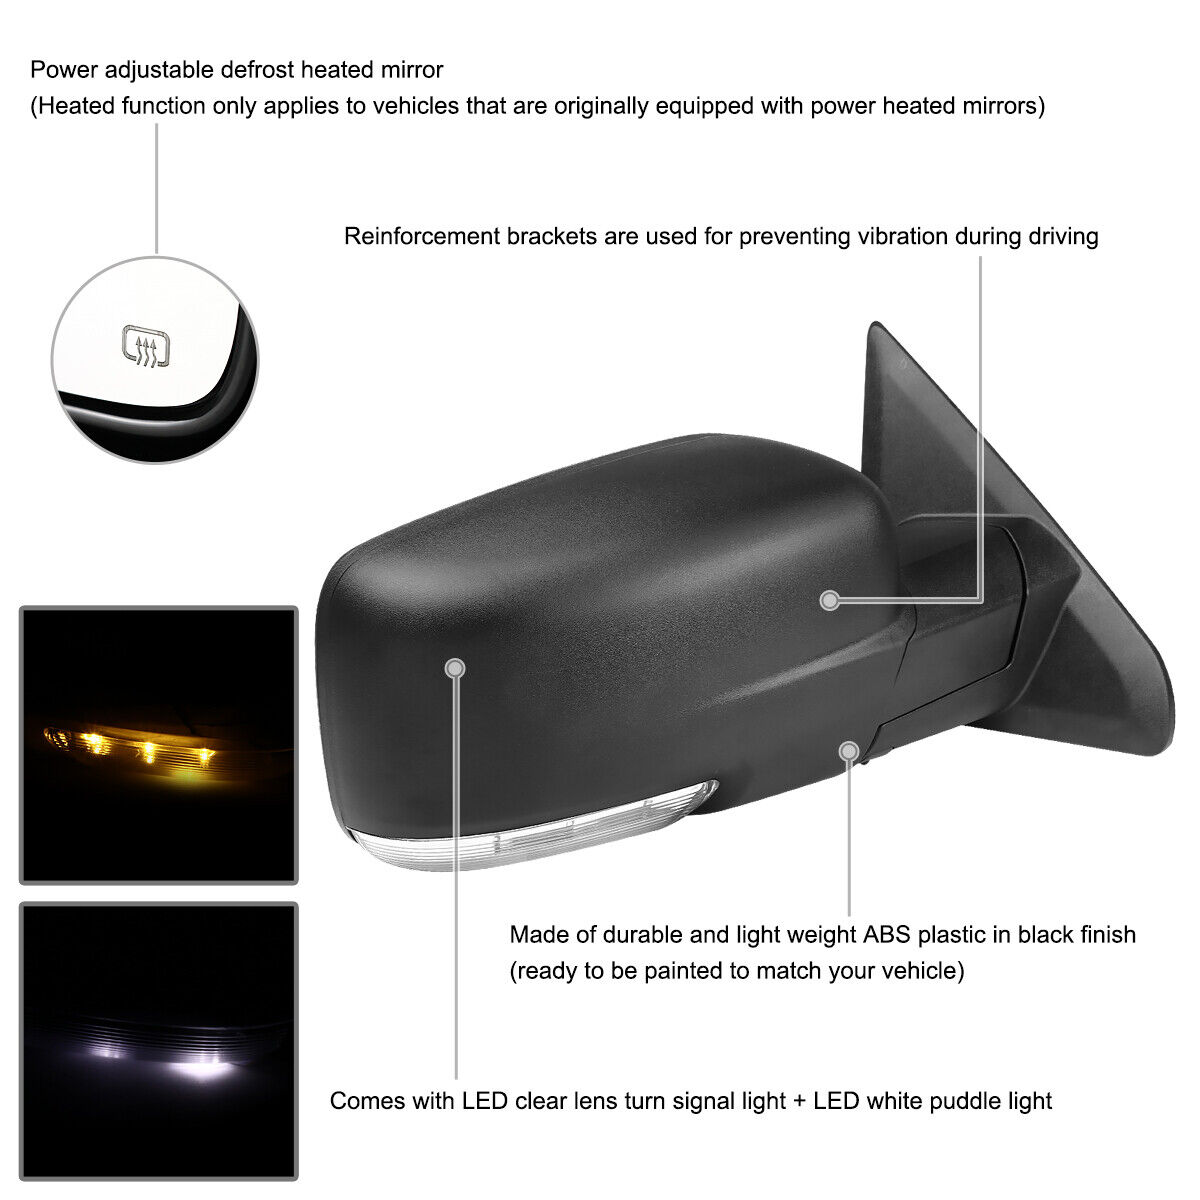 Power adjustable defrost heated mirror
(Heated function only applies to vehicles that are originally equipped with power heated mirrors)
Reinforcement brackets are used for preventing vibration during driving
Made of durable and light weight ABS plastic in black finish
(ready to be painted to match your vehicle)
Comes with LED clear lens turn signal light + LED white puddle light